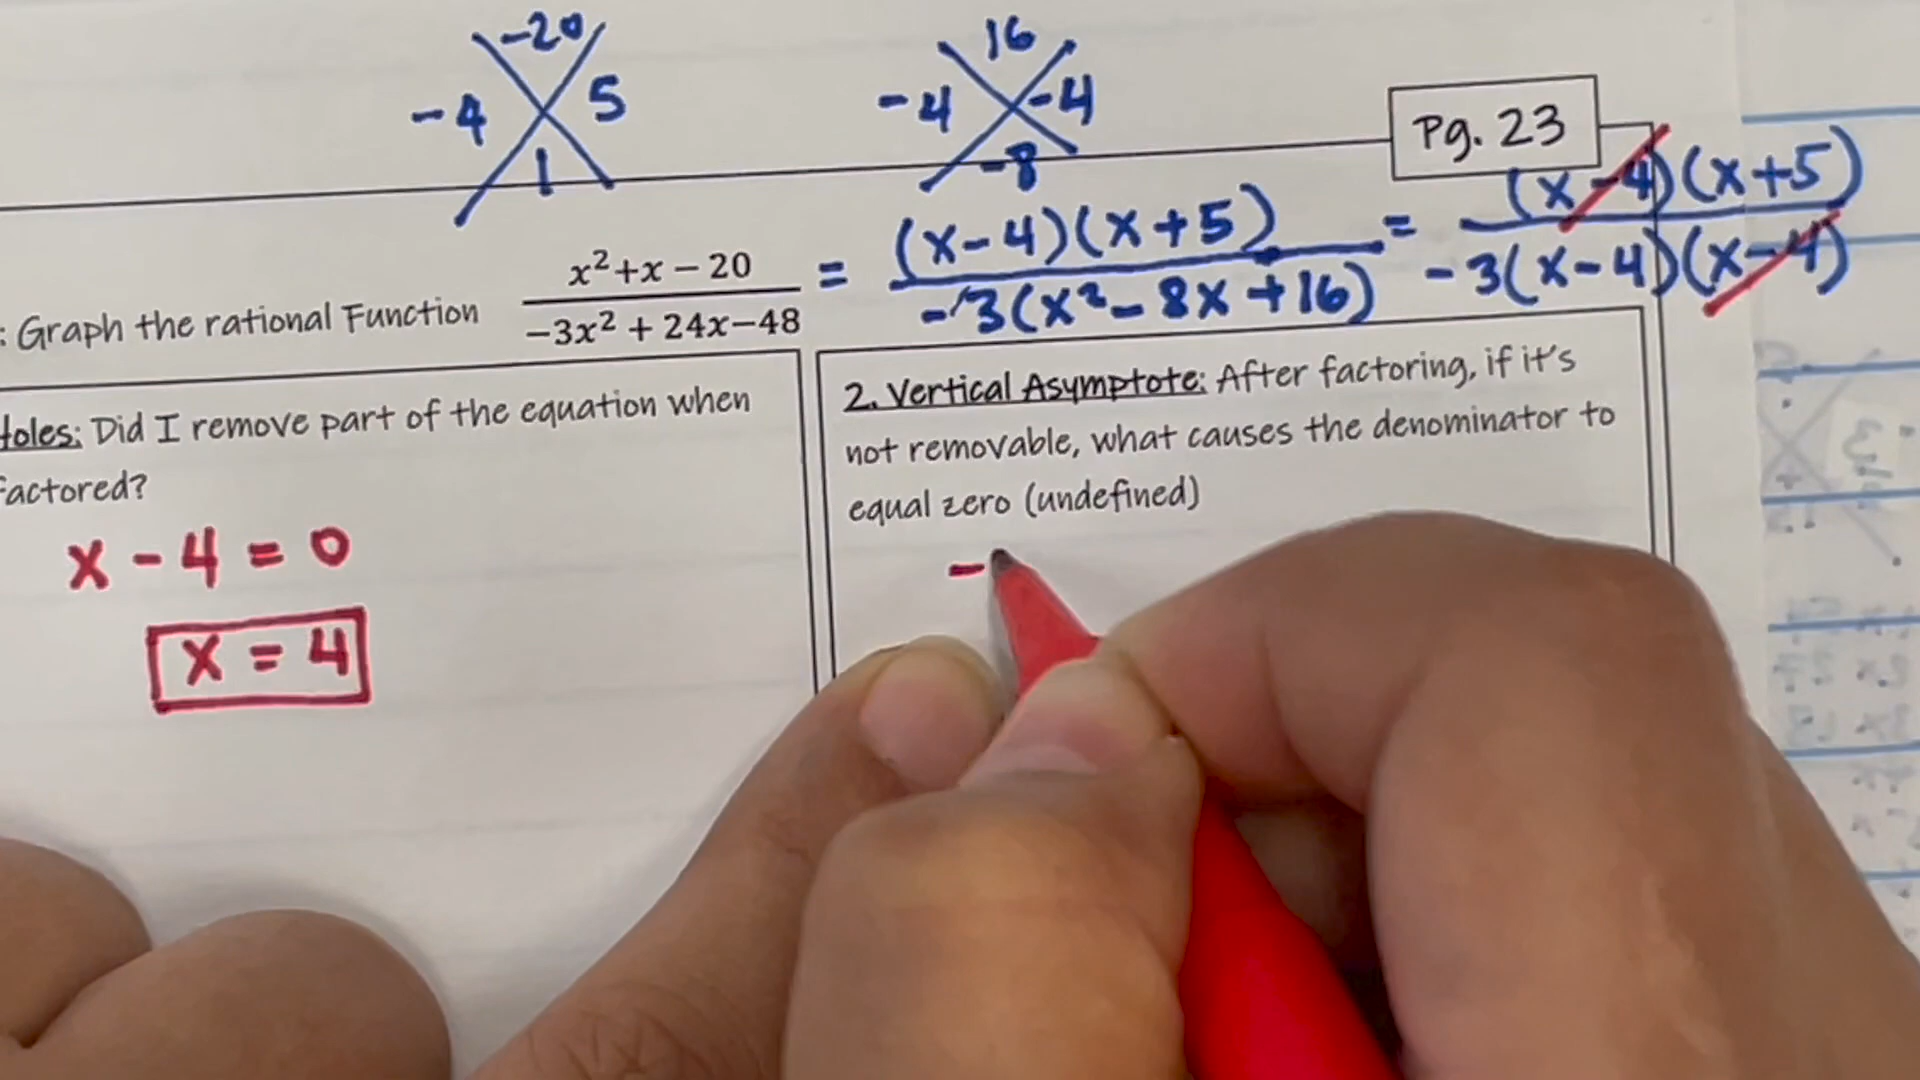 -20
-4 5
1
16
-4 -4
-8
Pg. 23
: Graph the rational Function x²+x − 20 / −3x² + 24x−48 = (x-4)(x+5) / -3(x²-8x+16) = (x-4)(x+5) / -3(x-4)(x-4)
Holes: Did I remove part of the equation when
factored?
x - 4 = 0
x = 4
2. Vertical Asymptote: After factoring, if it's
not removable, what causes the denominator to
equal zero (undefined)
-